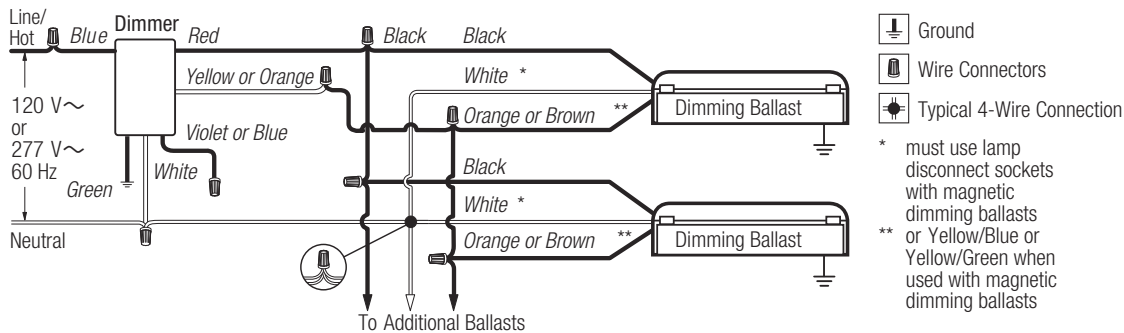 Line/
Hot
Blue
Dimmer
Red
Black
Black
Yellow or Orange
White *
Orange or Brown **
Dimming Ballast
120 V~
or
277 V~
60 Hz
Violet or Blue
Green
White
Black
White *
Neutral
Orange or Brown **
Dimming Ballast
To Additional Ballasts
Ground
Wire Connectors
Typical 4-Wire Connection
* must use lamp
disconnect sockets
with magnetic
dimming ballasts
** or Yellow/Blue or
Yellow/Green when
used with magnetic
dimming ballasts